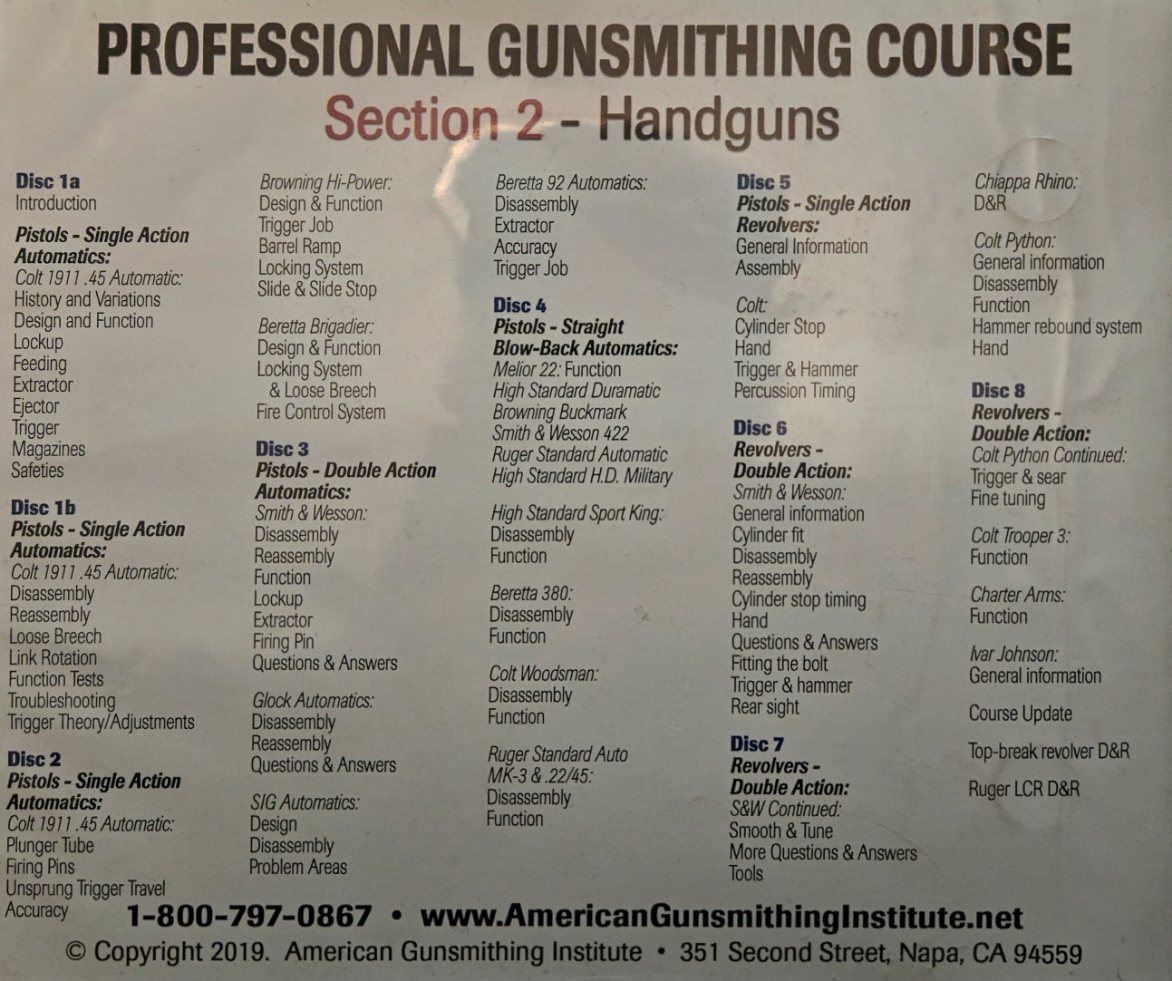 PROFESSIONAL GUNSMITHING COURSE
Section 2 - Handguns
Disc 1a
Introduction
Pistols - Single Action
Automatics:
Colt 1911 .45 Automatic:
History and Variations
Design and Function
Lockup
Feeding
Extractor
Ejector
Trigger
Magazines
Safeties
Disc 1b
Pistols - Single Action
Automatics:
Colt 1911 .45 Automatic:
Disassembly
Reassembly
Loose Breech
Link Rotation
Function Tests
Troubleshooting
Trigger Theory/Adjustments
Disc 2
Pistols - Single Action
Automatics:
Colt 1911 .45 Automatic:
Plunger Tube
Firing Pins
Unsprung Trigger Travel
Accuracy
Browning Hi-Power:
Design & Function
Trigger Job
Barrel Ramp
Locking System
Slide & Slide Stop
Beretta Brigadier:
Design & Function
Locking System
& Loose Breech
Fire Control System
Disc 3
Pistols - Double Action
Automatics:
Smith & Wesson:
Disassembly
Reassembly
Function
Lockup
Extractor
Firing Pin
Questions & Answers
Glock Automatics:
Disassembly
Reassembly
Questions & Answers
SIG Automatics:
Design
Disassembly
Problem Areas
Beretta 92 Automatics:
Disassembly
Extractor
Accuracy
Trigger Job
Disc 4
Pistols - Straight
Blow-Back Automatics:
Melior 22: Function
High Standard Duramatic
Browning Buckmark
Smith & Wesson 422
Ruger Standard Automatic
High Standard H.D. Military
High Standard Sport King:
Disassembly
Function
Beretta 380:
Disassembly
Function
Colt Woodsman:
Disassembly
Function
Ruger Standard Auto
MK-3 & .22/45:
Disassembly
Function
Disc 5
Pistols - Single Action
Revolvers:
General Information
Assembly
Colt:
Cylinder Stop
Hand
Trigger & Hammer
Percussion Timing
Disc 6
Revolvers -
Double Action:
Smith & Wesson:
General information
Cylinder fit
Disassembly
Reassembly
Cylinder stop timing
Hand
Questions & Answers
Fitting the bolt
Trigger & hammer
Rear sight
Disc 7
Revolvers -
Double Action:
S&W Continued:
Smooth & Tune
More Questions & Answers
Tools
Chiappa Rhino:
D&R
Colt Python:
General information
Disassembly
Function
Hammer rebound system
Hand
Disc 8
Revolvers -
Double Action:
Colt Python Continued:
Trigger & sear
Fine tuning
Colt Trooper 3:
Function
Charter Arms:
Function
Ivar Johnson:
General information
Course Update
Top-break revolver D&R
Ruger LCR D&R
1-800-797-0867 • www.AmericanGunsmithingInstitute.net
© Copyright 2019. American Gunsmithing Institute • 351 Second Street, Napa, CA 94559